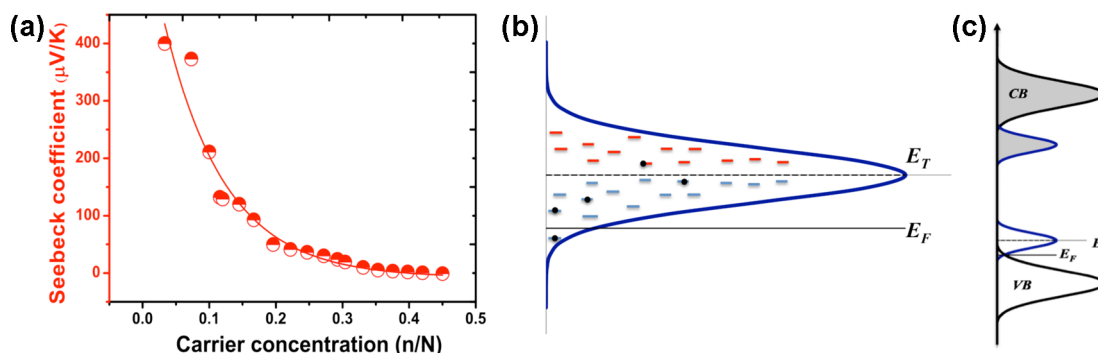 (a)
Seebeck coefficient (μV/K)
400
300
200
100
0
0.0
0.1
0.2
0.3
0.4
0.5
Carrier concentration (n/N)
(b)
E_T
E_F
(c)
CB
E_F
VB